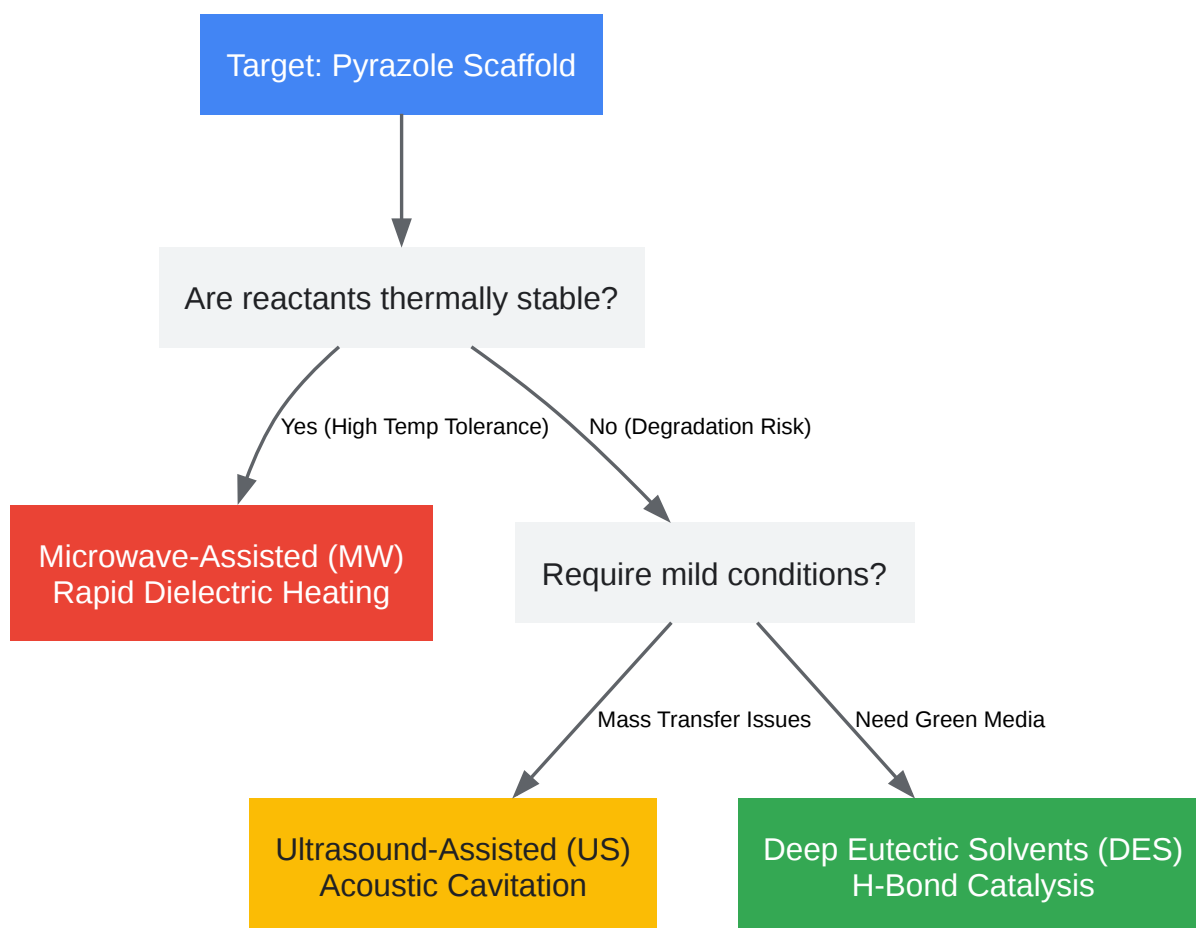 Target: Pyrazole Scaffold
Are reactants thermally stable?
Yes (High Temp Tolerance)
No (Degradation Risk)
Microwave-Assisted (MW)
Rapid Dielectric Heating
Require mild conditions?
Mass Transfer Issues
Need Green Media
Ultrasound-Assisted (US)
Acoustic Cavitation
Deep Eutectic Solvents (DES)
H-Bond Catalysis